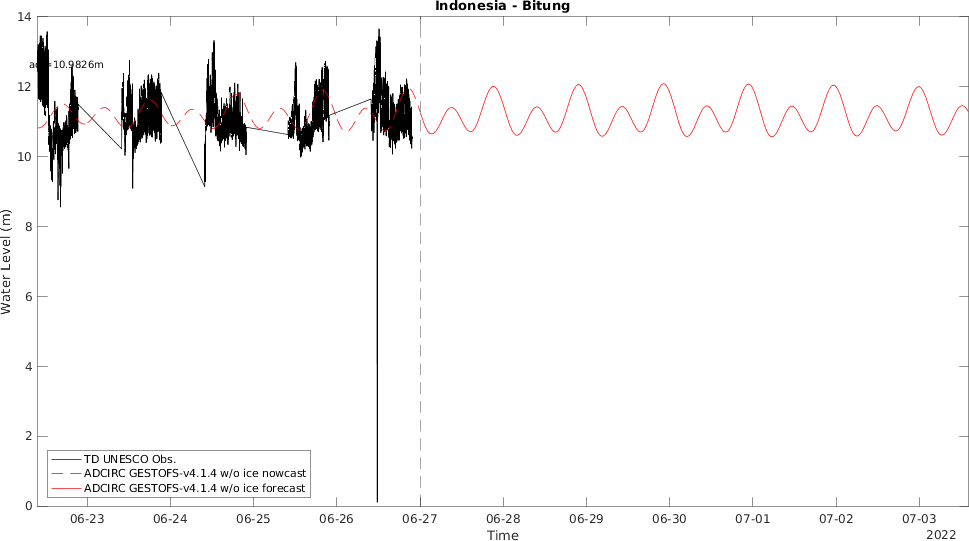 Indonesia - Bitung
Water Level (m)
14
12
10
8
6
4
2
0
=10.9826m
TD UNESCO Obs.
ADCIRC GESTOFS-v4.1.4 w/o ice nowcast
ADCIRC GESTOFS-v4.1.4 w/o ice forecast
06-23
06-24
06-25
06-26
06-27
06-28
06-29
06-30
07-01
07-02
07-03
Time
2022